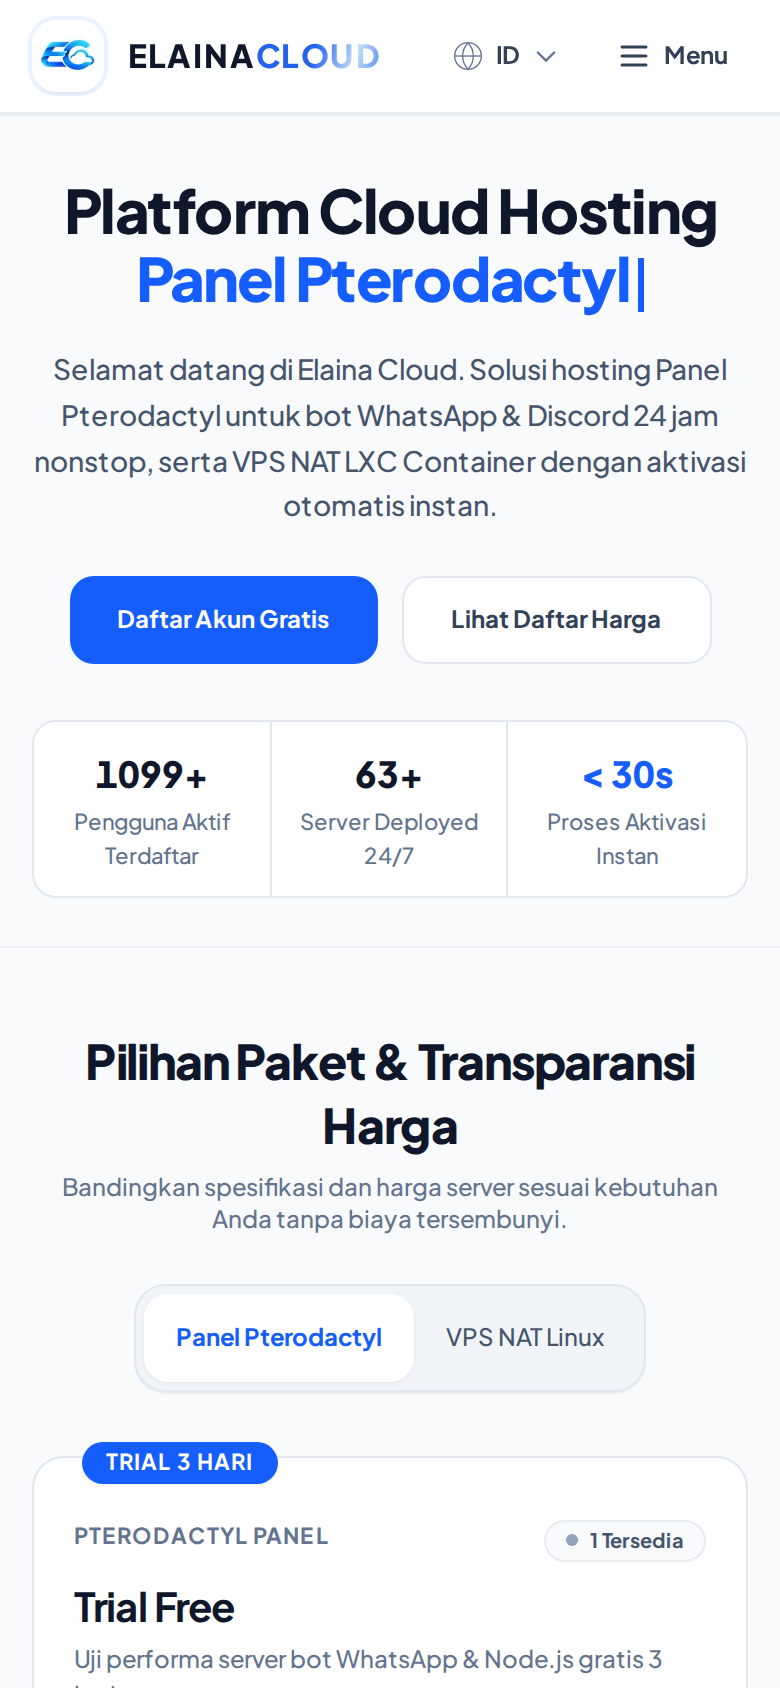 EC
ELAINACLOUD
ID
Menu
Platform Cloud Hosting
Panel Pterodactyl
Selamat datang di Elaina Cloud. Solusi hosting Panel
Pterodactyl untuk bot WhatsApp & Discord 24 jam
nonstop, serta VPS NAT LXC Container dengan aktivasi
otomatis instan.
Daftar Akun Gratis
Lihat Daftar Harga
1099+
Pengguna Aktif
Terdaftar
63+
Server Deployed
24/7
< 30s
Proses Aktivasi
Instan
Pilihan Paket & Transparansi
Harga
Bandingkan spesifikasi dan harga server sesuai kebutuhan
Anda tanpa biaya tersembunyi.
Panel Pterodactyl
VPS NAT Linux
TRIAL 3 HARI
PTERODACTYL PANEL
1 Tersedia
Trial Free
Uji performa server bot WhatsApp & Node.js gratis 3